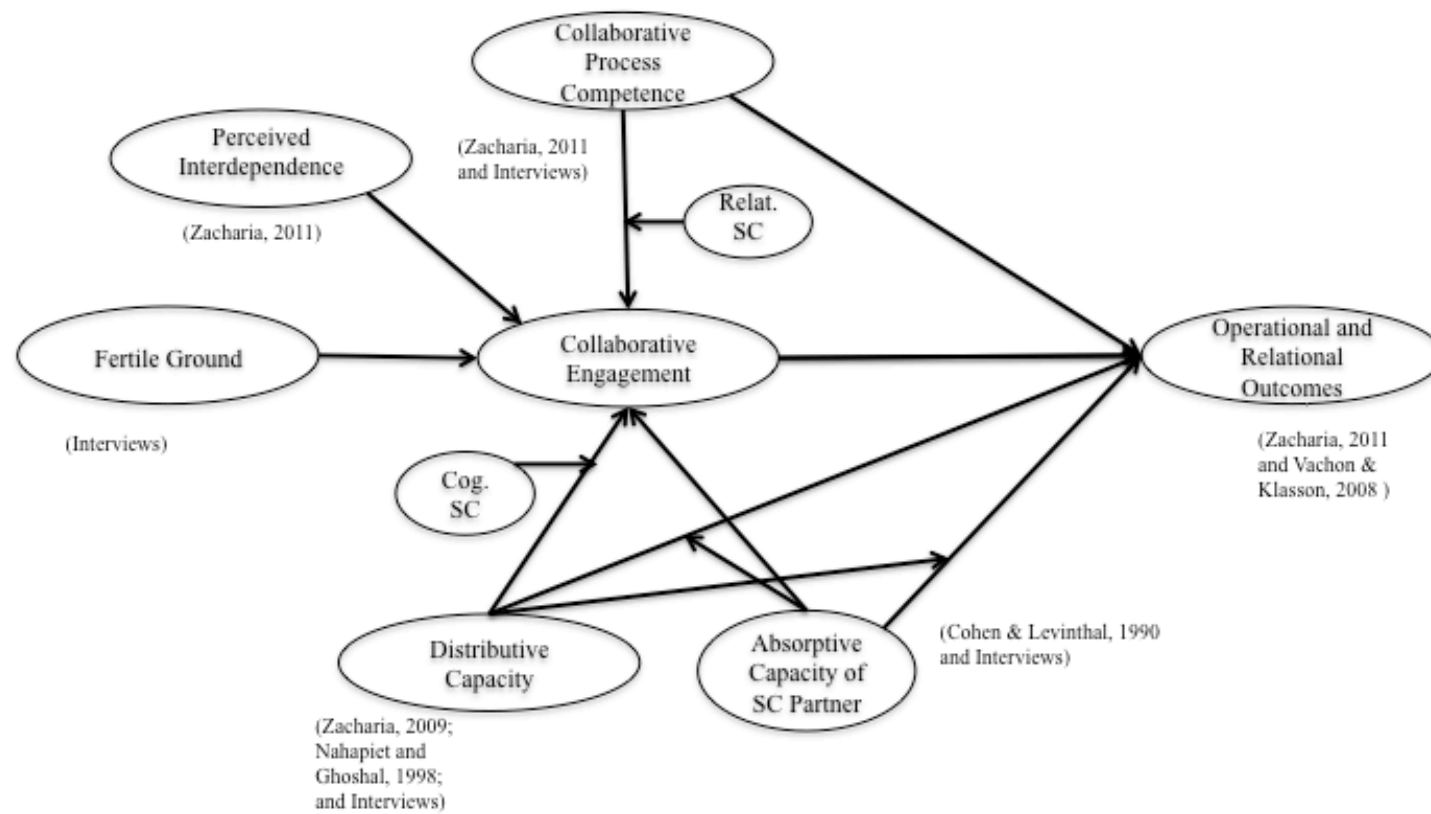 Collaborative
Process
Competence
Perceived
Interdependence
(Zacharia, 2011
and Interviews)
(Zacharia, 2011)
Relat.
SC
Fertile Ground
(Interviews)
Collaborative
Engagement
Operational and
Relational
Outcomes
(Zacharia, 2011
and Vachon &
Klasson, 2008 )
Cog.
SC
Distributive
Capacity
(Zacharia, 2009;
Nahapiet and
Ghoshal, 1998;
and Interviews)
Absorptive
Capacity of
SC Partner
(Cohen & Levinthal, 1990
and Interviews)